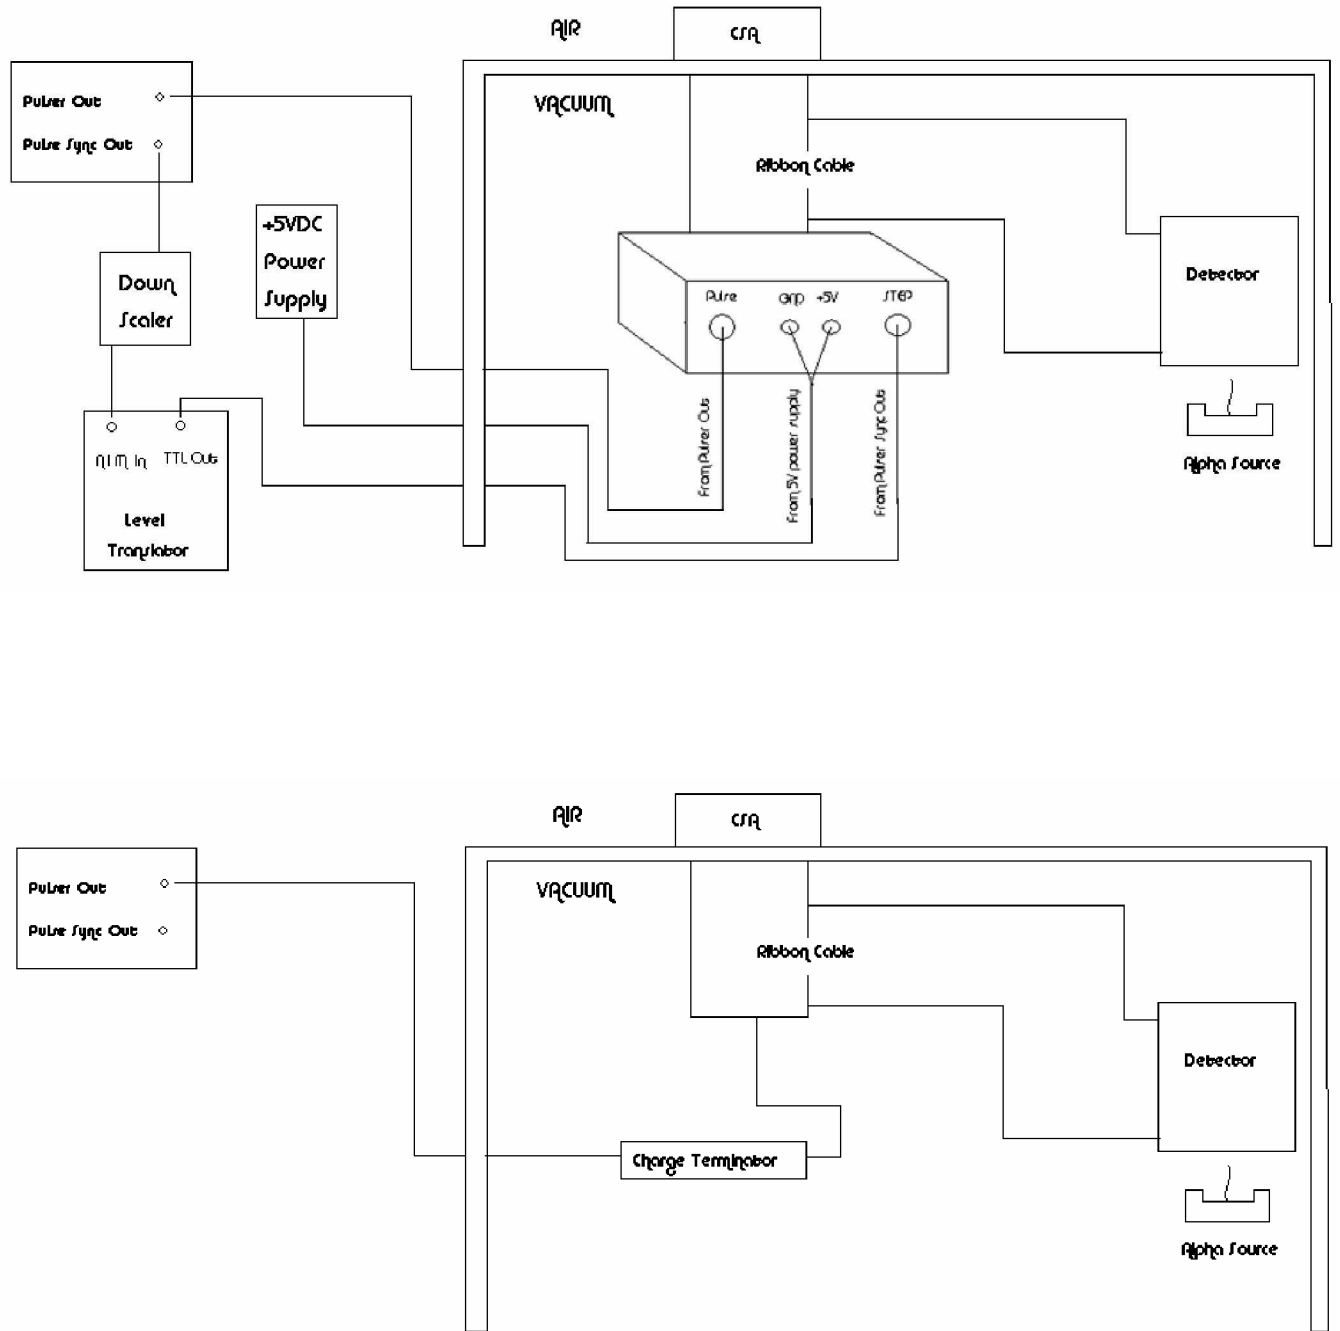 AIR
CSA
Pulser Out
Pulse Sync Out
VACUUM
Ribbon Cable
+5VDC
Power
Supply
Down
Scaler
Detector
Pulse
GND
+5V
STEP
From Pulser Out
From 5V power supply
From Pulser Sync Out
NIM In
TTL Out
Level
Translator
Alpha Source
AIR
CSA
Pulser Out
Pulse Sync Out
VACUUM
Ribbon Cable
Detector
Charge Terminator
Alpha Source